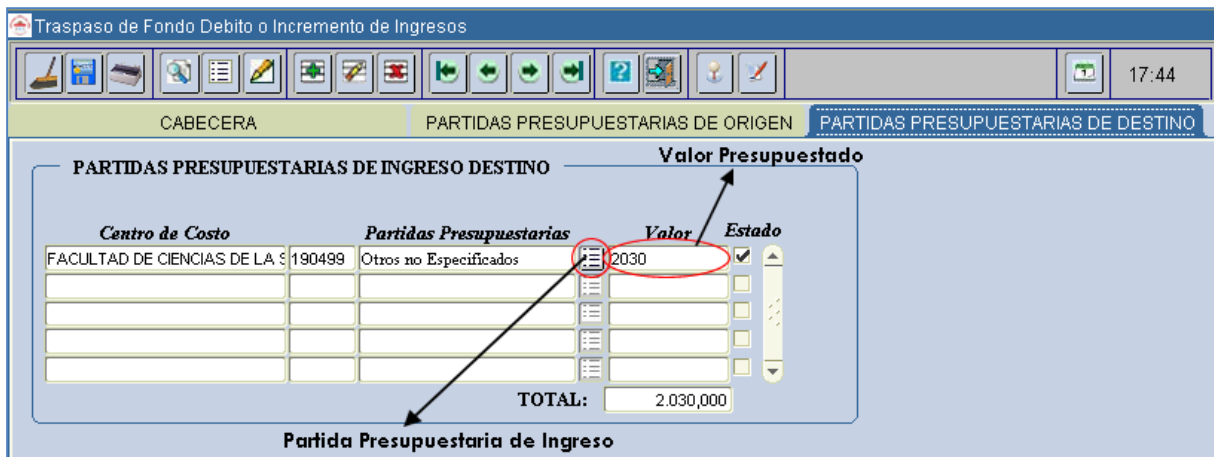 Traspaso de Fondo Debito o Incremento de Ingresos
17:44
CABECERA PARTIDAS PRESUPUESTARIAS DE ORIGEN PARTIDAS PRESUPUESTARIAS DE DESTINO
Valor Presupuestado
PARTIDAS PRESUPUESTARIAS DE INGRESO DESTINO
Centro de Costo Partidas Presupuestarias Valor Estado
FACULTAD DE CIENCIAS DE LA S 190499 Otros no Especificados 2030
TOTAL: 2.030,000
Partida Presupuestaria de Ingreso